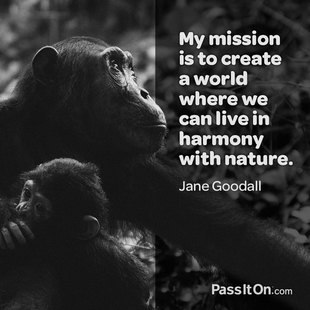 My mission
is to create
a world
where we
can live in
harmony
with nature.
Jane Goodall
PassItOn.com